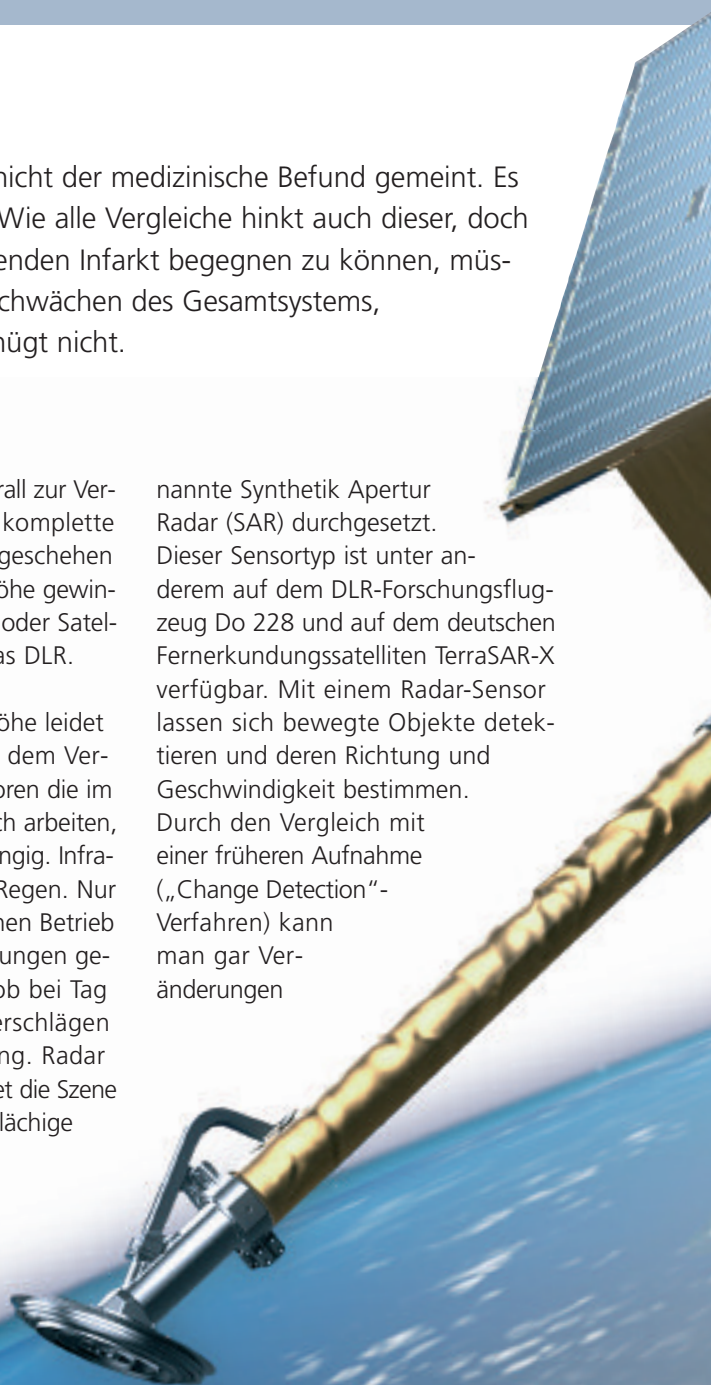 nicht der medizinische Befund gemeint. Es
Wie alle Vergleiche hinkt auch dieser, doch
enden Infarkt begegnen zu können, müs-
chwächen des Gesamtsystems,
nügt nicht.
rall zur Ver-
komplette
geschehen
öhe gewin-
oder Satel-
as DLR.
öhe leidet
dem Ver-
oren die im
ch arbeiten,
ngig. Infra-
Regen. Nur
nen Betrieb
ungen ge-
ob bei Tag
erschlägen
ng. Radar
et die Szene
lächige
nannte Synthetik Apertur
Radar (SAR) durchgesetzt.
Dieser Sensortyp ist unter an-
derem auf dem DLR-Forschungsflug-
zeug Do 228 und auf dem deutschen
Fernerkundungssatelliten TerraSAR-X
verfügbar. Mit einem Radar-Sensor
lassen sich bewegte Objekte detek-
tieren und deren Richtung und
Geschwindigkeit bestimmen.
Durch den Vergleich mit
einer früheren Aufnahme
(„Change Detection“-
Verfahren) kann
man gar Ver-
änderungen